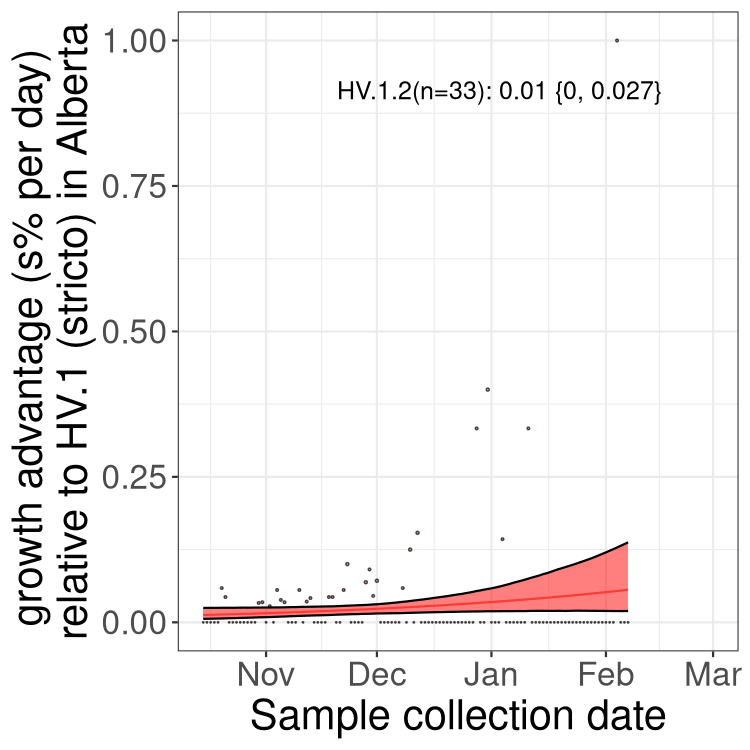 growth advantage (s% per day)
relative to HV.1 (stricto) in Alberta
1.00
HV.1.2(n=33): 0.01 {0, 0.027}
0.75
0.50
0.25
0.00
Nov Dec Jan Feb Mar
Sample collection date